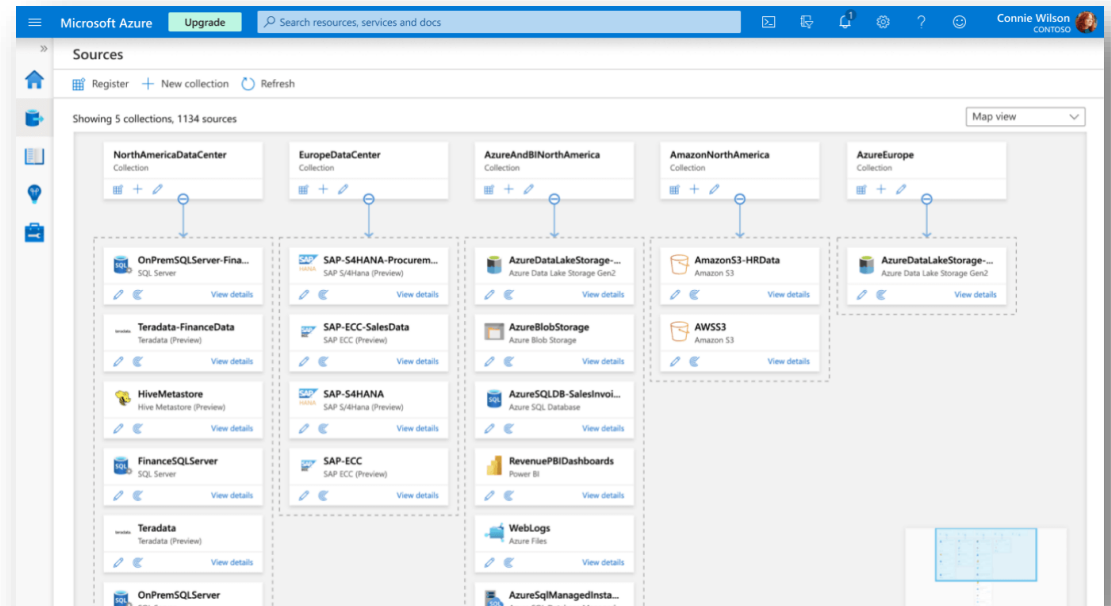 Microsoft Azure
Upgrade
Search resources, services and docs
1
Connie Wilson
CONTOSO
Sources
Register
New collection
Refresh
Showing 5 collections, 1134 sources
Map view
NorthAmericaDataCenter
Collection
EuropeDataCenter
Collection
AzureAndBINorthAmerica
Collection
AmazonNorthAmerica
Collection
AzureEurope
Collection
OnPremSQLServer-Fina...
SQL Server
View details
Teradata-FinanceData
Teradata (Preview)
View details
HiveMetastore
Hive Metastore (Preview)
View details
FinanceSQLServer
SQL Server
View details
Teradata
Teradata (Preview)
View details
OnPremSQLServer
SAP-S4HANA-Procurem...
SAP S/4Hana (Preview)
View details
SAP-ECC-SalesData
SAP ECC (Preview)
View details
SAP-S4HANA
SAP S/4Hana (Preview)
View details
SAP-ECC
SAP ECC (Preview)
View details
AzureDataLakeStorage-...
Azure Data Lake Storage Gen2
View details
AzureBlobStorage
Azure Blob Storage
View details
AzureSQLDB-SalesInvoi...
Azure SQL Database
View details
RevenuePBIDashboards
Power BI
View details
WebLogs
Azure Files
View details
AzureSqlManagedInsta...
AmazonS3-HRData
Amazon S3
View details
AWSS3
Amazon S3
View details
AzureDataLakeStorage-...
Azure Data Lake Storage Gen2
View details